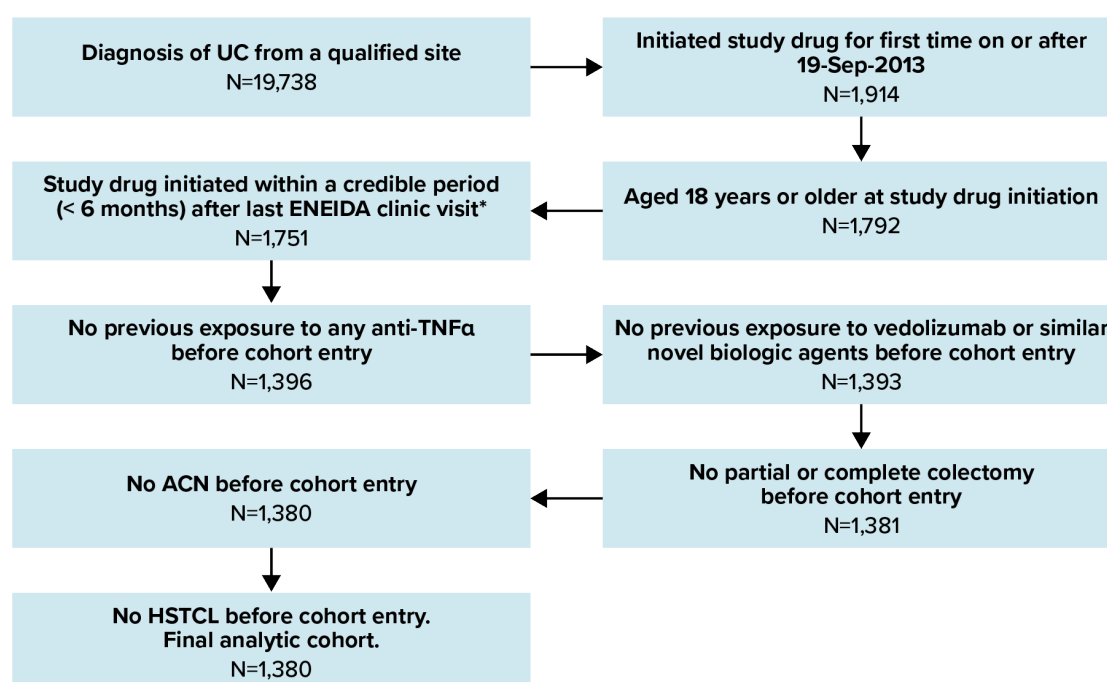 Diagnosis of UC from a qualified site
N=19,738
Initiated study drug for first time on or after
19-Sep-2013
N=1,914
Aged 18 years or older at study drug initiation
N=1,792
Study drug initiated within a credible period
(< 6 months) after last ENEIDA clinic visit*
N=1,751
No previous exposure to any anti-TNFα
before cohort entry
N=1,396
No previous exposure to vedolizumab or similar
novel biologic agents before cohort entry
N=1,393
No partial or complete colectomy
before cohort entry
N=1,381
No ACN before cohort entry
N=1,380
No HSTCL before cohort entry.
Final analytic cohort.
N=1,380